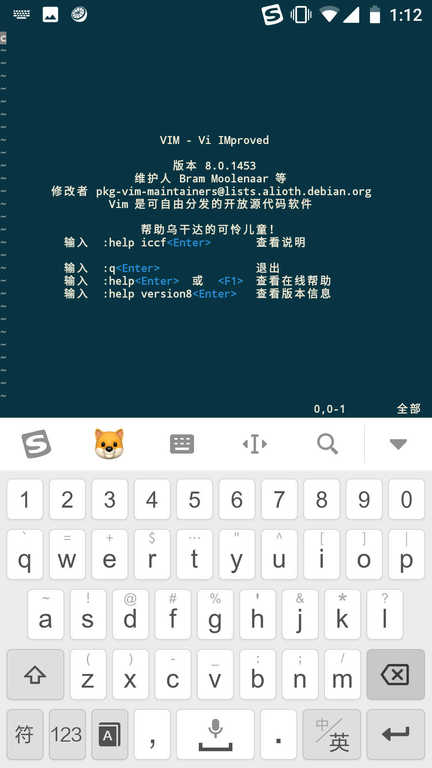 1:12
c
VIM - Vi IMproved
版本 8.0.1453
维护人 Bram Moolenaar 等
修改者 pkg-vim-maintainers@lists.alioth.debian.org
Vim 是可自由分发的开放源代码软件
帮助乌干达的可怜儿童!
输入 :help iccf<Enter> 查看说明
输入 :q<Enter> 退出
输入 :help<Enter> 或 <F1> 查看在线帮助
输入 :help version8<Enter> 查看版本信息
0,0-1 全部
1 2 3 4 5 6 7 8 9 0
` = + $ … " ^ [ ] |
q w e r t y u i o p
~ ! @ # % ' & * ?
a s d f g h j k l
( ) - _ : ; /
z x c v b n m
符 123 A , . 中/英